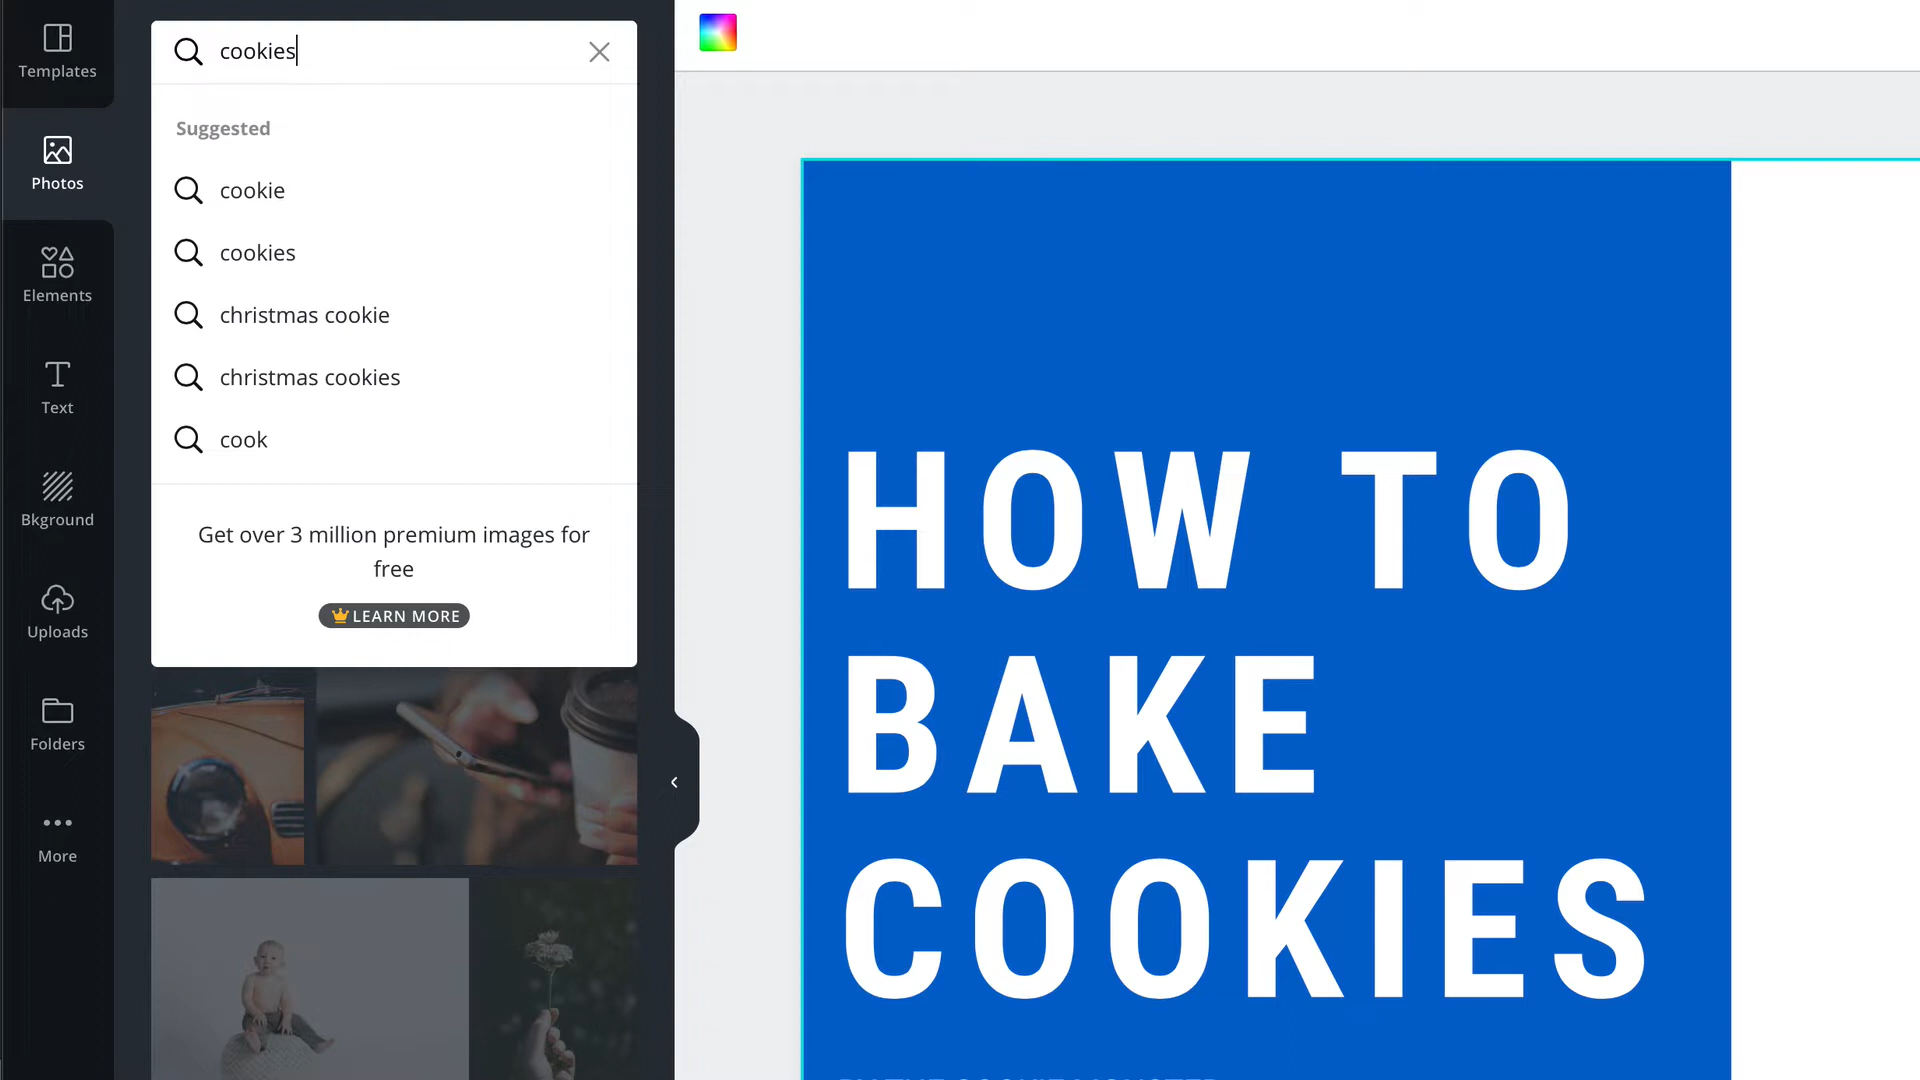 Templates
Photos
Elements
Text
Bkground
Uploads
Folders
More
cookies
Suggested
cookie
cookies
christmas cookie
christmas cookies
cook
Get over 3 million premium images for
free
LEARN MORE
HOW TO
BAKE
COOKIES